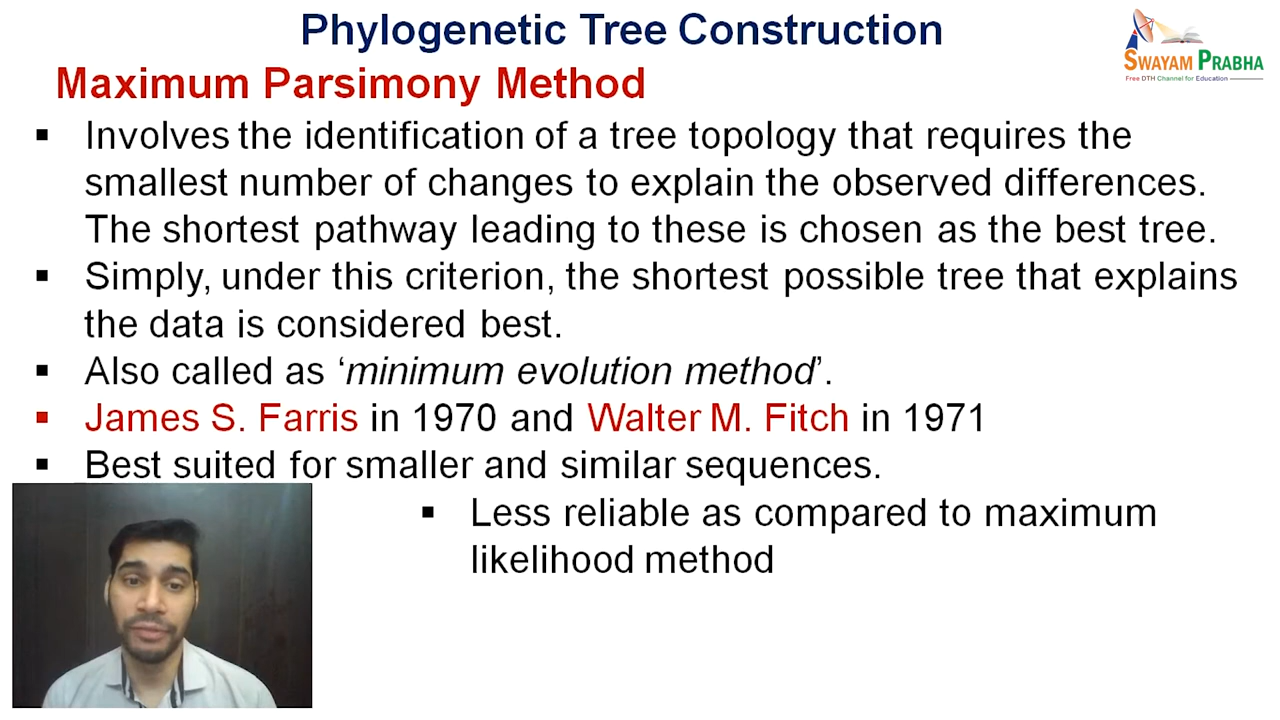 Phylogenetic Tree Construction
SWAYAM PRABHA
Free DTH Channel for Education
Maximum Parsimony Method
▪ Involves the identification of a tree topology that requires the
smallest number of changes to explain the observed differences.
The shortest pathway leading to these is chosen as the best tree.
▪ Simply, under this criterion, the shortest possible tree that explains
the data is considered best.
▪ Also called as ‘minimum evolution method’.
▪ James S. Farris in 1970 and Walter M. Fitch in 1971
▪ Best suited for smaller and similar sequences.
▪ Less reliable as compared to maximum
likelihood method